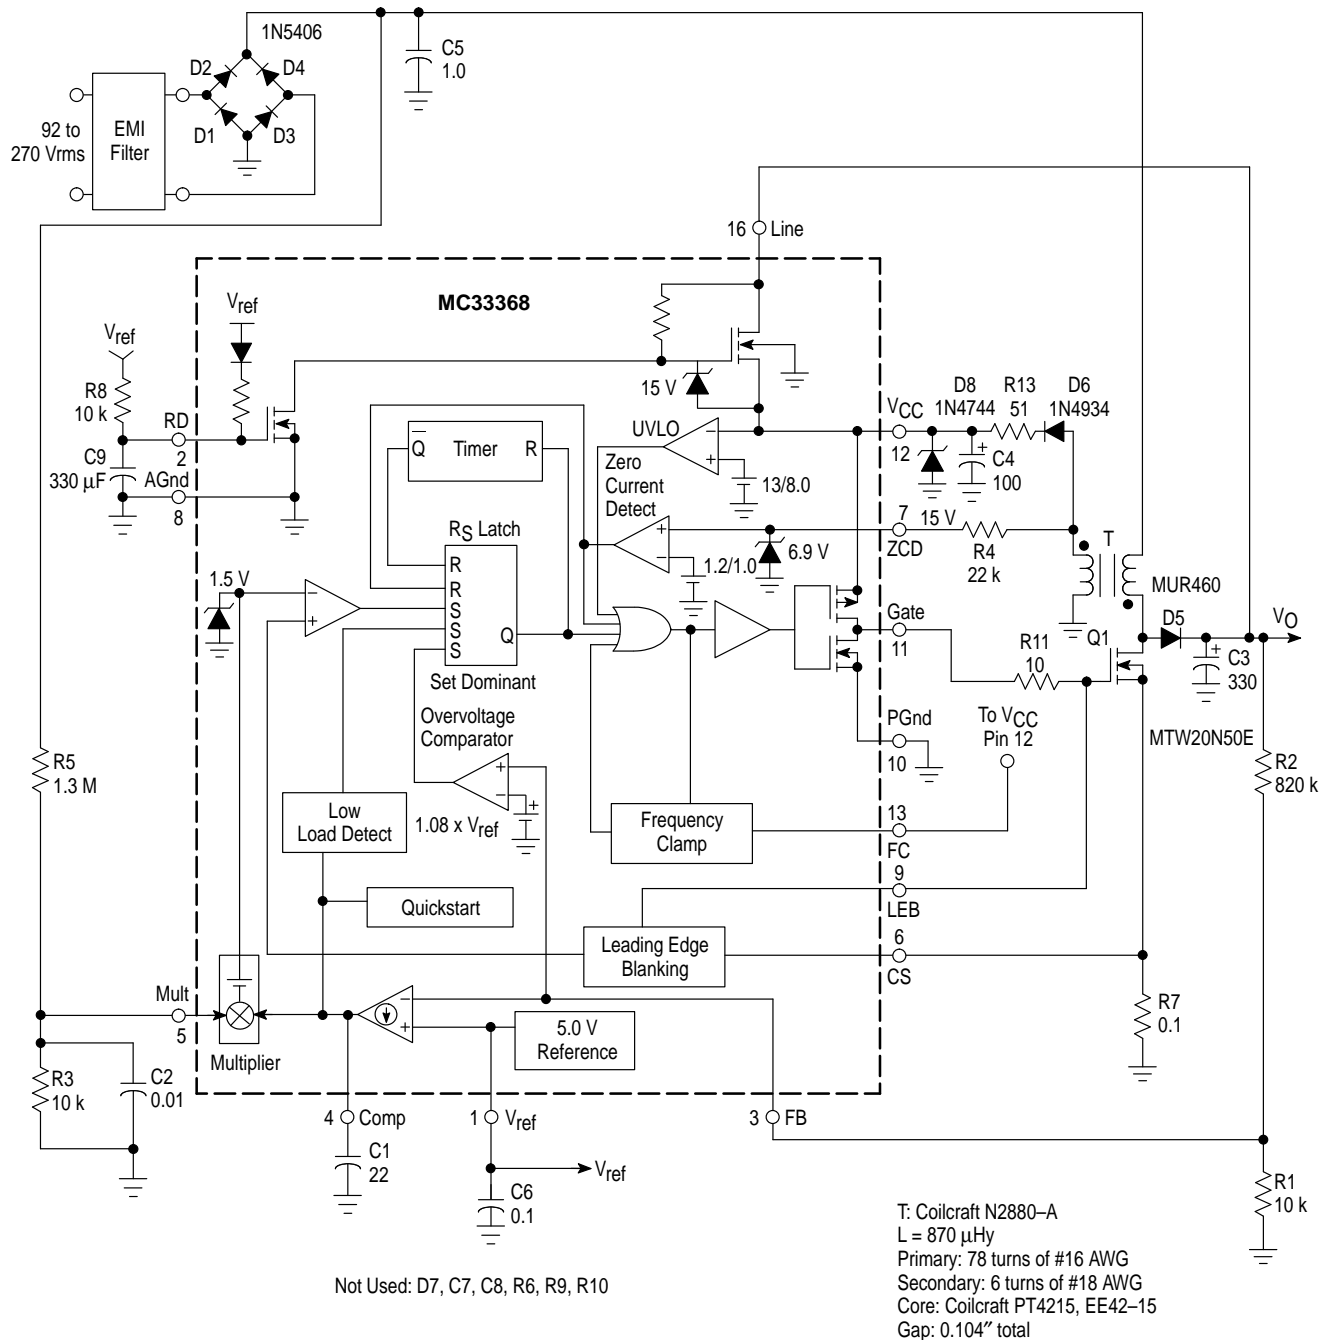 1N5406
D2
D4
D1
D3
C5
1.0
92 to
270 Vrms
EMI
Filter
16
Line
MC33368
Vref
Vref
R8
10 k
RD
2
C9
330 µF
AGnd
8
15 V
D8
1N4744
R13
51
D6
1N4934
VCC
12
C4
100
+
UVLO
−
+
13/8.0
Q̅
Timer
R
Zero
Current
Detect
+
−
1.2/1.0
6.9 V
7
ZCD
15 V
R4
22 k
T
MUR460
RS Latch
R
R
S
S
S
Q
Set Dominant
1.5 V
−
+
Gate
11
R11
10
Q1
D5
VO
+
C3
330
MTW20N50E
PGnd
10
To VCC
Pin 12
Overvoltage
Comparator
+
−
+
1.08 x Vref
R5
1.3 M
R2
820 k
Low
Load Detect
Frequency
Clamp
13
FC
Quickstart
9
LEB
Leading Edge
Blanking
6
CS
Mult
5
Multiplier
−
+
5.0 V
Reference
R7
0.1
R3
10 k
C2
0.01
4
Comp
1
Vref
3
FB
C1
22
Vref
C6
0.1
R1
10 k
Not Used: D7, C7, C8, R6, R9, R10
T: Coilcraft N2880–A
L = 870 µHy
Primary: 78 turns of #16 AWG
Secondary: 6 turns of #18 AWG
Core: Coilcraft PT4215, EE42–15
Gap: 0.104″ total